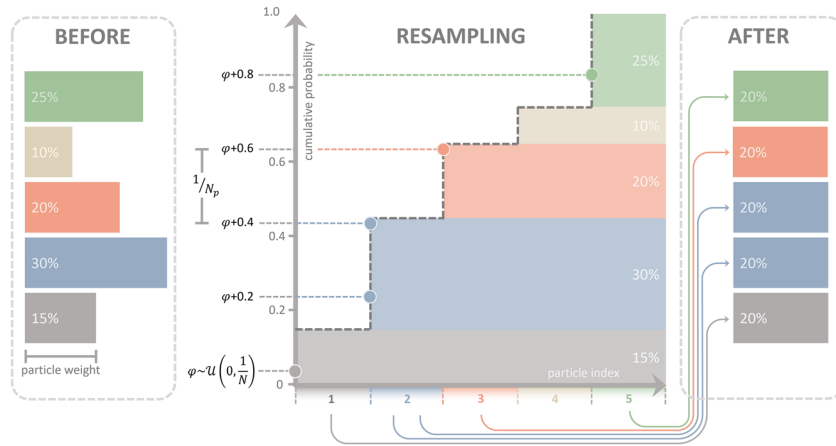 BEFORE
25%
10%
20%
30%
15%
particle weight
RESAMPLING
1.0
0.8
0.6
0.4
0.2
0
cumulative probability
φ+0.8
φ+0.6
1/Nₚ
φ+0.4
φ+0.2
φ~𝒰(0, 1/N)
25%
10%
20%
30%
15%
particle index
1 2 3 4 5
AFTER
20%
20%
20%
20%
20%